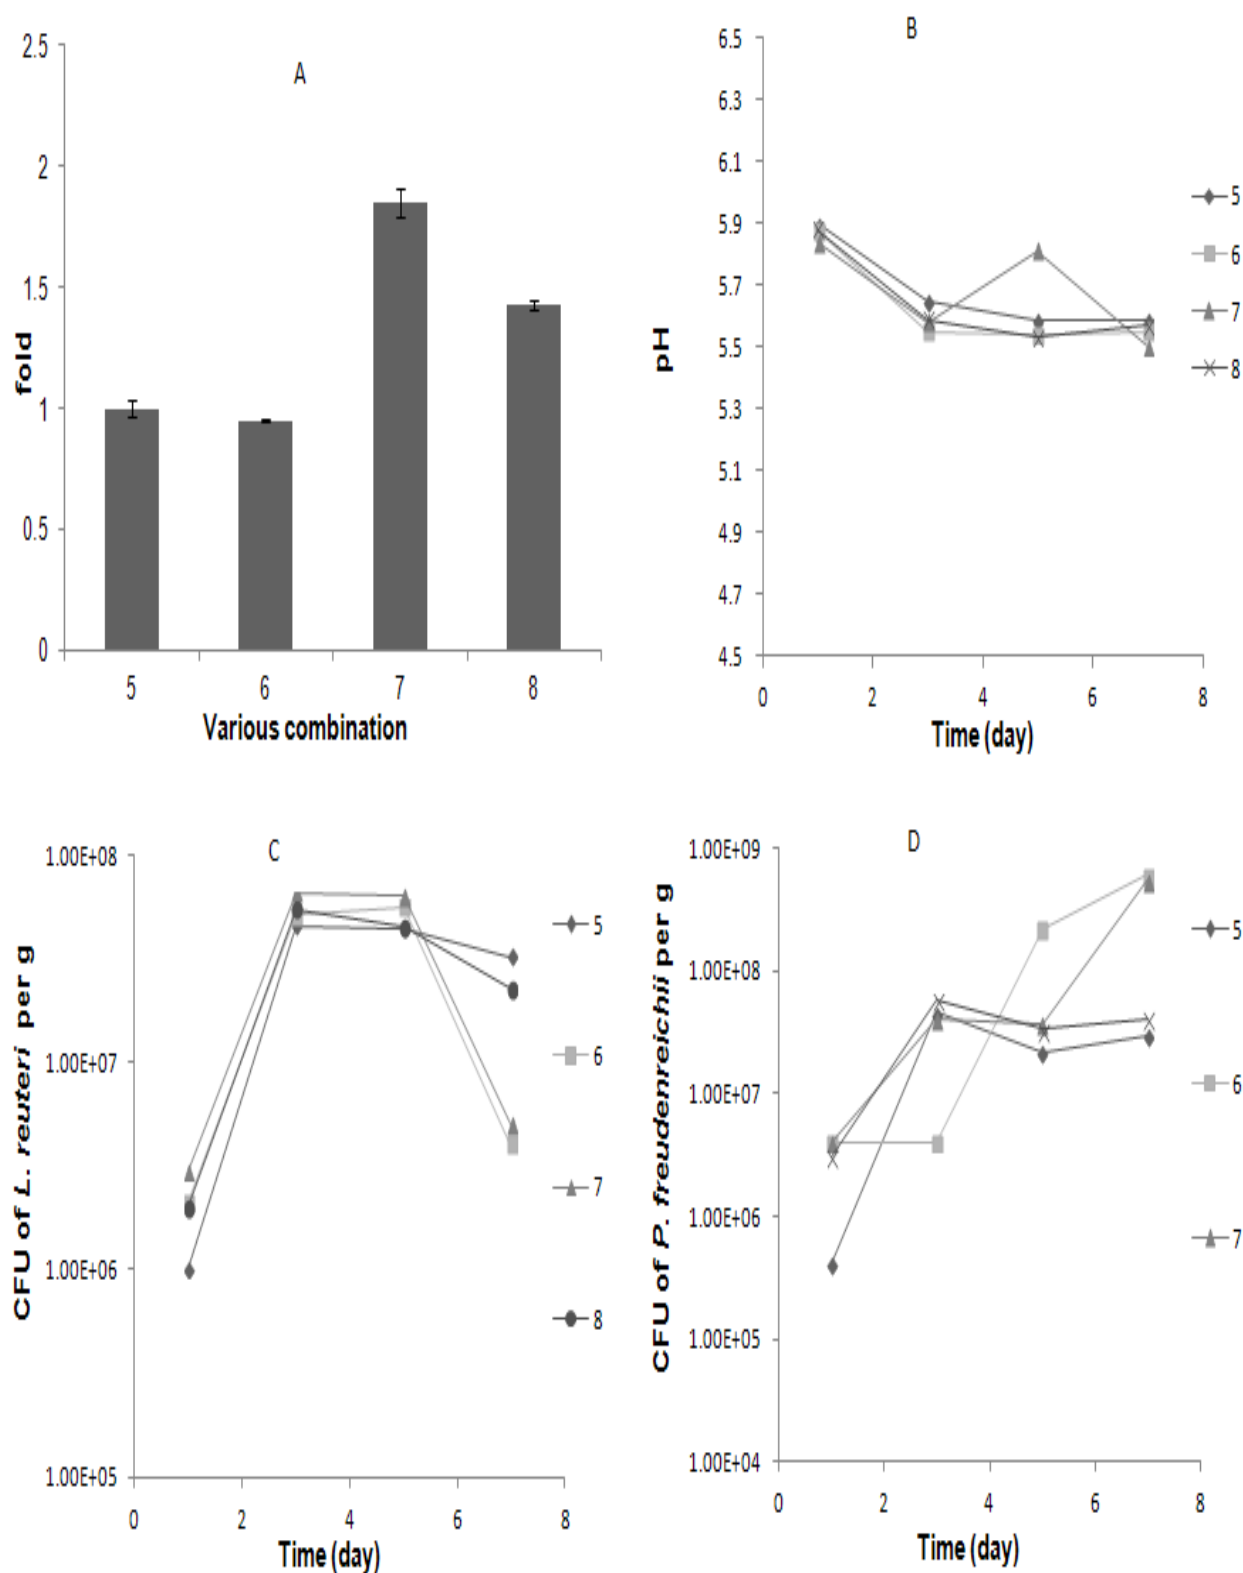 A
2.5
2
1.5
1
0.5
0
fold
5 6 7 8
Various combination
B
6.5
6.3
6.1
5.9
5.7
5.5
5.3
5.1
4.9
4.7
4.5
pH
0 2 4 6 8
Time (day)
5
6
7
8
C
1.00E+08
1.00E+07
1.00E+06
1.00E+05
CFU of L. reuteri per g
0 2 4 6 8
Time (day)
5
6
7
8
D
1.00E+09
1.00E+08
1.00E+07
1.00E+06
1.00E+05
1.00E+04
CFU of P. freudenreichii per g
0 2 4 6 8
Time (day)
5
6
7